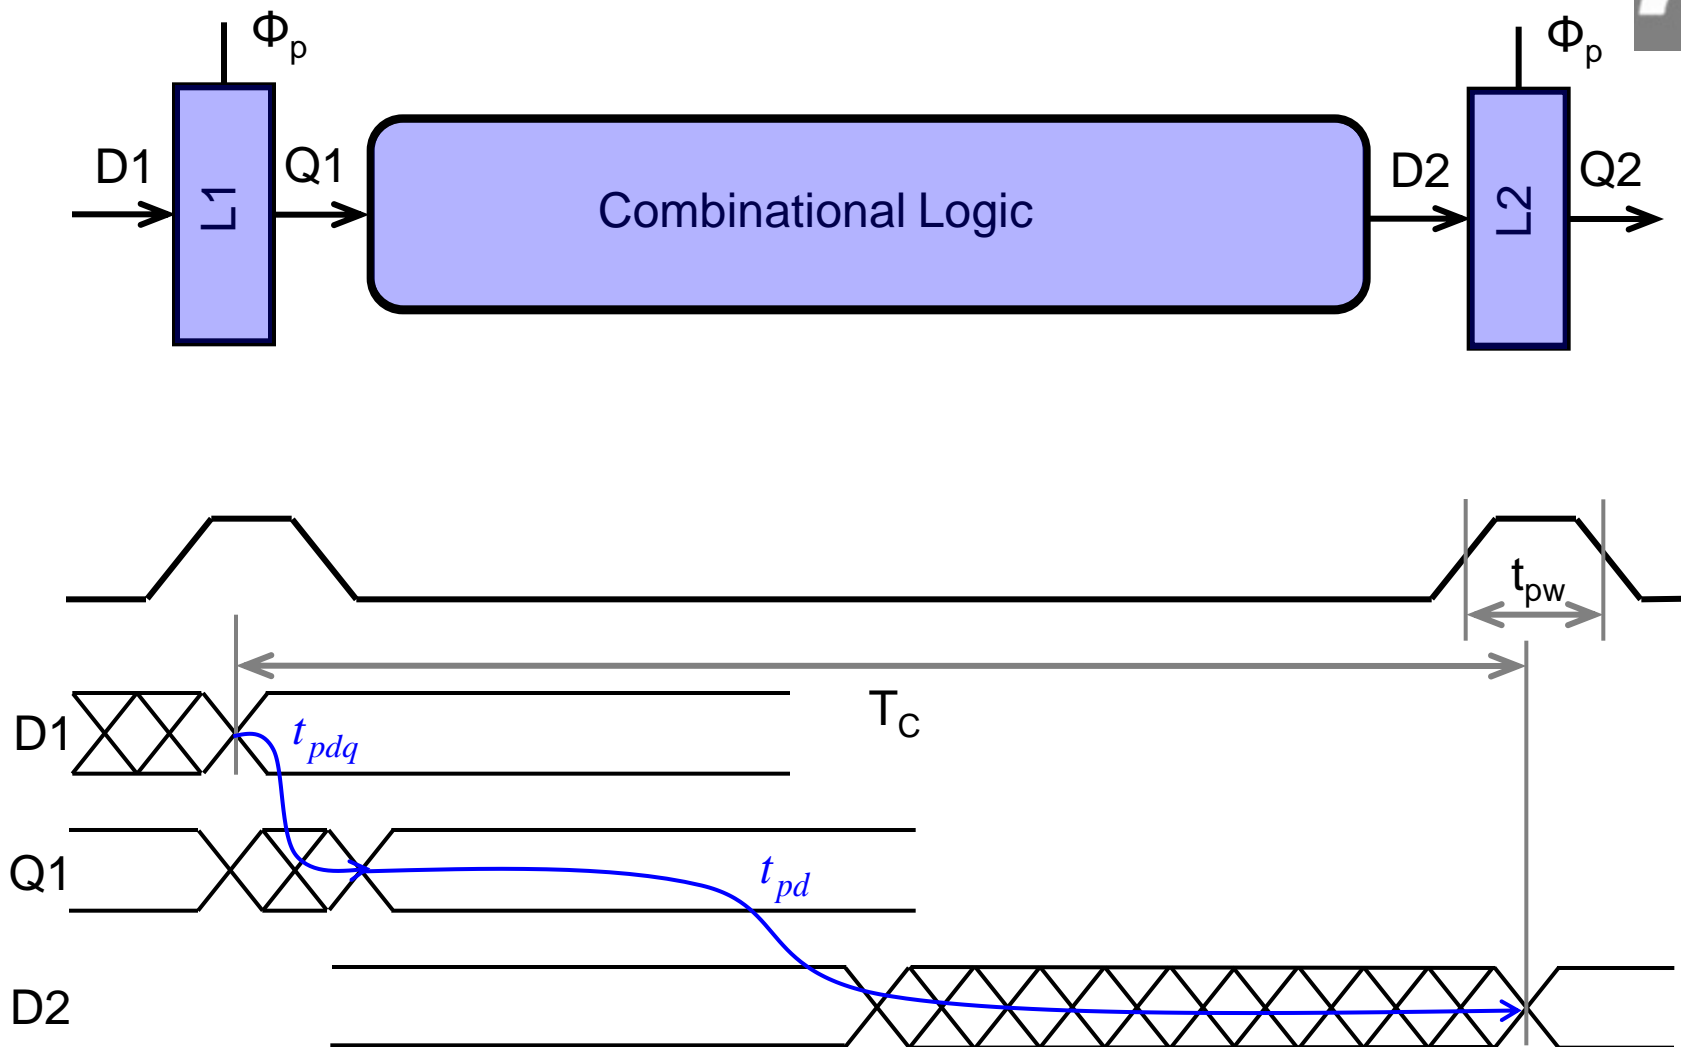 Φp
Φp
D1
Q1
D2
Q2
L1
Combinational Logic
L2
tpw
TC
D1
tpdq
Q1
tpd
D2